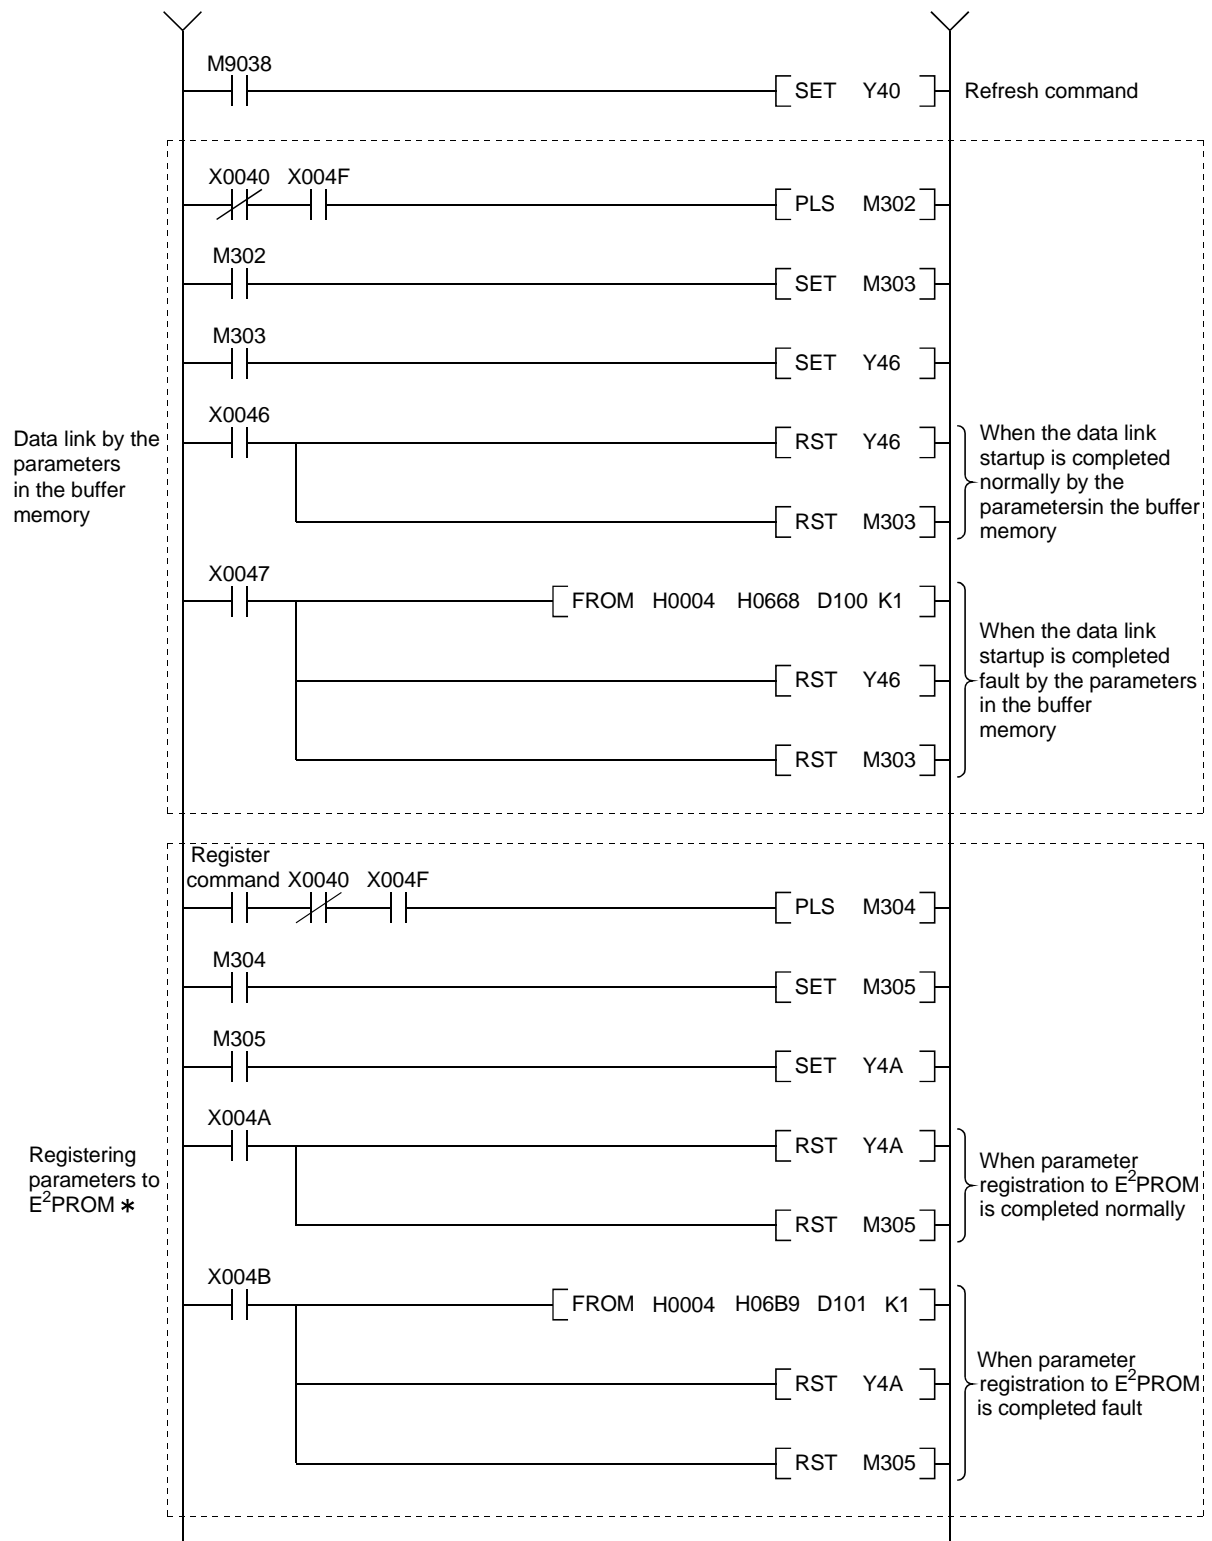 M9038
SET Y40 Refresh command
X0040 X004F
PLS M302
M302
SET M303
M303
SET Y46
X0046
RST Y46
RST M303
When the data link
startup is completed
normally by the
parametersin the buffer
memory
Data link by the
parameters
in the buffer
memory
X0047
FROM H0004 H0668 D100 K1
RST Y46
RST M303
When the data link
startup is completed
fault by the parameters
in the buffer
memory
Register
command X0040 X004F
PLS M304
M304
SET M305
M305
SET Y4A
X004A
RST Y4A
RST M305
When parameter
registration to E²PROM
is completed normally
Registering
parameters to
E²PROM *
X004B
FROM H0004 H06B9 D101 K1
RST Y4A
RST M305
When parameter
registration to E²PROM
is completed fault